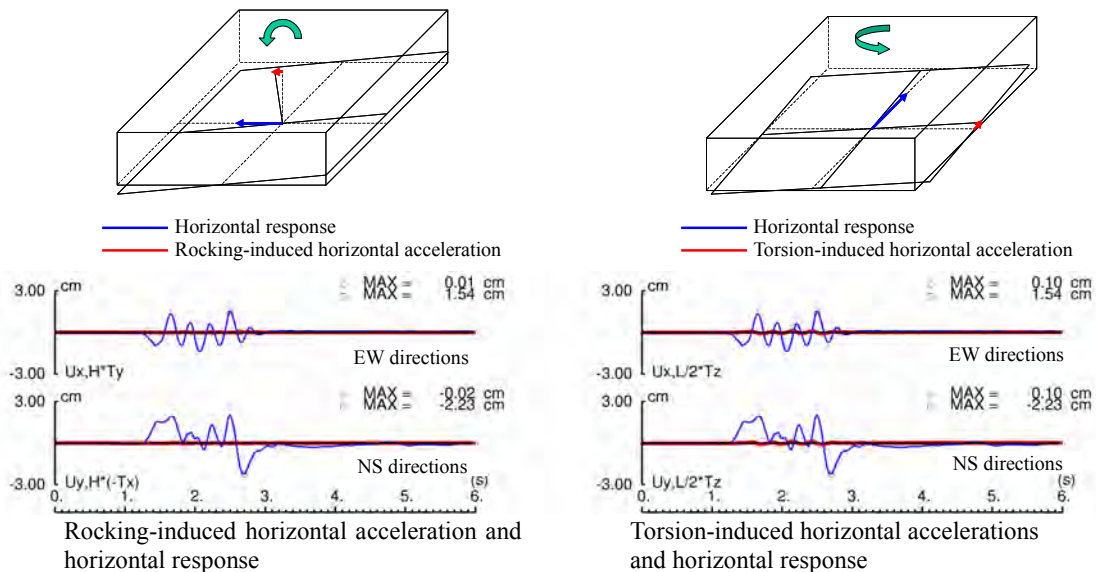 Horizontal response
Rocking-induced horizontal acceleration
3.00
cm
MAX = 0.01 cm
MAX = 1.54 cm
EW directions
-3.00
Ux,H*Ty
3.00
cm
MAX = -0.02 cm
MAX = -2.23 cm
NS directions
-3.00
Uy,H*(-Tx)
(s)
0. 1. 2. 3. 4. 5. 6.
Rocking-induced horizontal acceleration and
horizontal response
Horizontal response
Torsion-induced horizontal acceleration
3.00
cm
MAX = 0.10 cm
MAX = 1.54 cm
EW directions
-3.00
Ux,L/2*Tz
3.00
cm
MAX = 0.10 cm
MAX = -2.23 cm
NS directions
-3.00
Uy,L/2*Tz
(s)
0. 1. 2. 3. 4. 5. 6.
Torsion-induced horizontal accelerations
and horizontal response